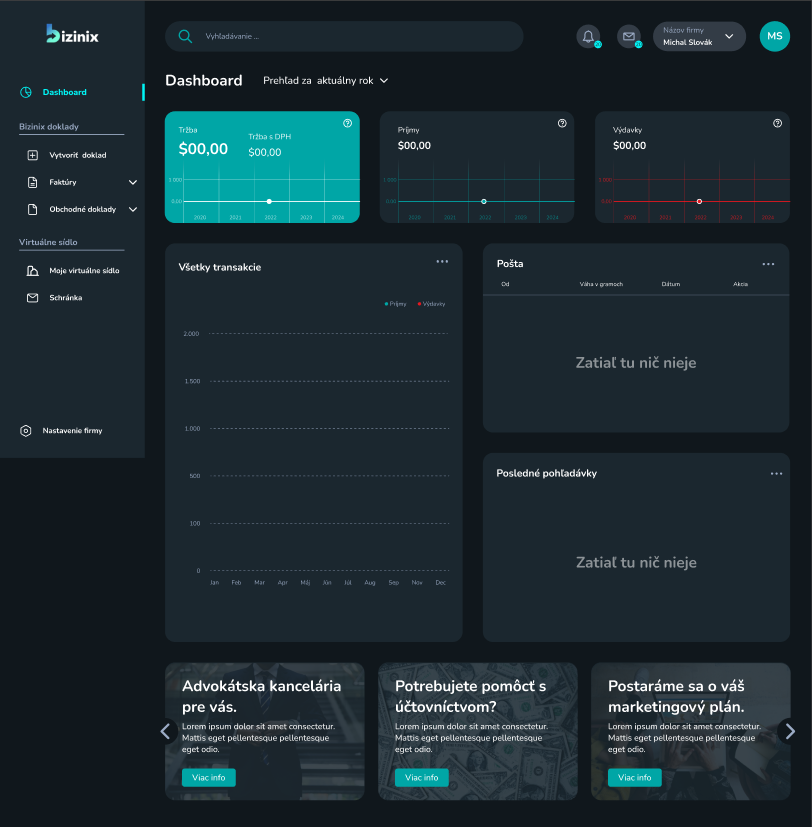 bizinix
Vyhľadávanie ...
Názov firmy
Michal Slovák
MS
Dashboard
Bizinix doklady
Vytvoriť doklad
Faktúry
Obchodné doklady
Virtuálne sídlo
Moje virtuálne sídlo
Schránka
Nastavenie firmy
Dashboard
Prehľad za aktuálny rok
Tržba
$00,00
Tržba s DPH
$00,00
1 000
0.00
2020 2021 2022 2023 2024
Príjmy
$00,00
1 000
0.00
2020 2021 2022 2023 2024
Výdavky
$00,00
1 000
0.00
2020 2021 2022 2023 2024
Všetky transakcie
Príjmy Výdavky
2.000
1.500
1.000
500
100
0
Jan Feb Mar Apr Máj Jún Júl Aug Sep Nov Dec
Pošta
Od Váha v gramoch Dátum Akcia
Zatiaľ tu nič nieje
Posledné pohľadávky
Zatiaľ tu nič nieje
Advokátska kancelária
pre vás.
Lorem ipsum dolor sit amet consectetur.
Mattis eget pellentesque pellentesque
eget odio.
Viac info
Potrebujete pomôcť s
účtovníctvom?
Lorem ipsum dolor sit amet consectetur.
Mattis eget pellentesque pellentesque
eget odio.
Viac info
Postaráme sa o váš
marketingový plán.
Lorem ipsum dolor sit amet consectetur.
Mattis eget pellentesque pellentesque
eget odio.
Viac info